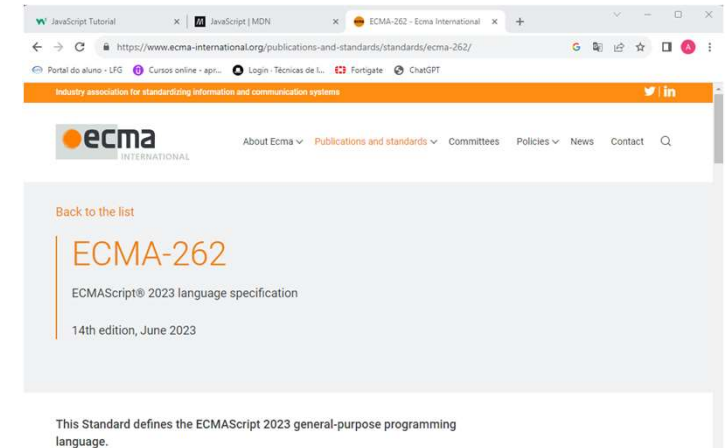 JavaScript Tutorial
JavaScript | MDN
ECMA-262 - Ecma International
https://www.ecma-international.org/publications-and-standards/standards/ecma-262/
Portal do aluno - LFG
Cursos online - apr...
Login · Técnicas de I...
Fortigate
ChatGPT
Industry association for standardizing information and communication systems
in
ecma
INTERNATIONAL
About Ecma
Publications and standards
Committees
Policies
News
Contact
Back to the list
ECMA-262
ECMAScript® 2023 language specification
14th edition, June 2023
This Standard defines the ECMAScript 2023 general-purpose programming
language.